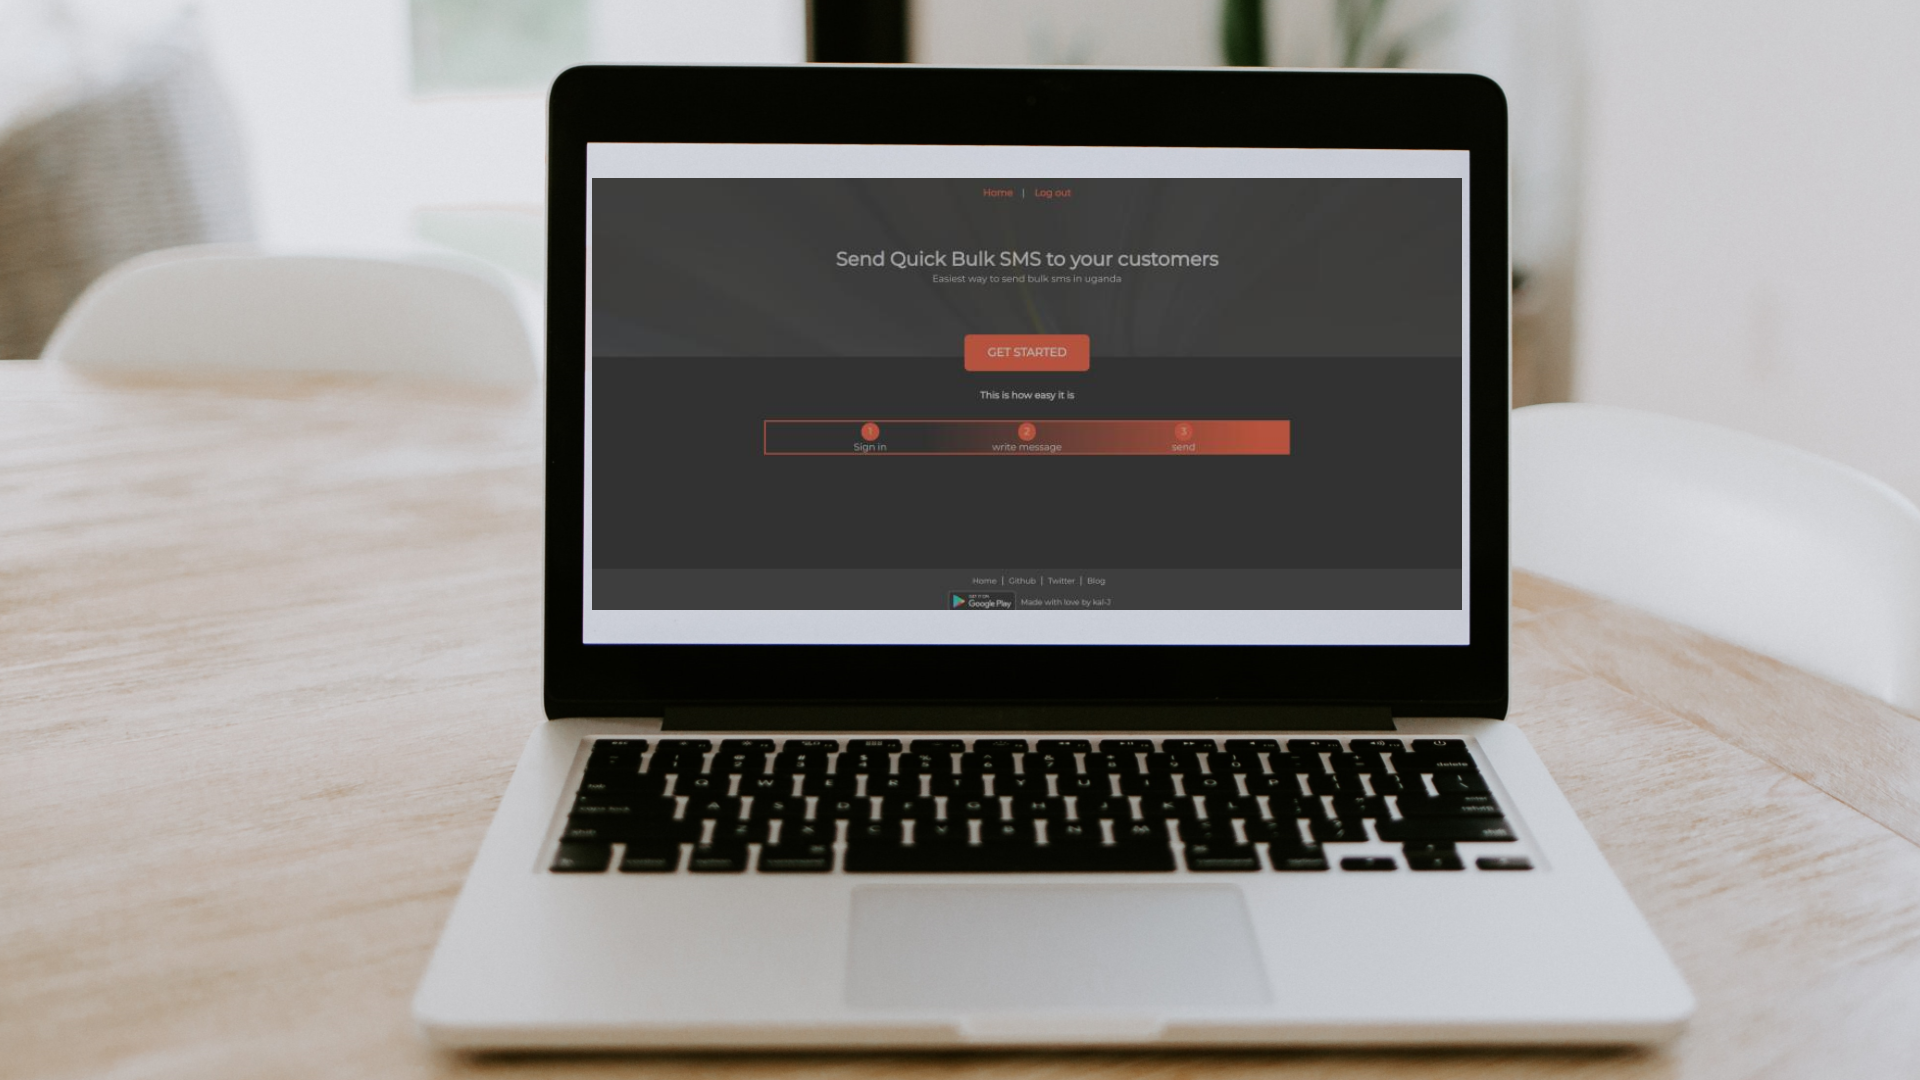 Home | Log out
Send Quick Bulk SMS to your customers
Easiest way to send bulk sms in uganda
GET STARTED
This is how easy it is
1 2 3
Sign in write message send
Home | Github | Twitter | Blog
GET IT ON
Google Play Made with love by kal-J
delete
Q W E R T Y U I O P
A S D F G H J K L
Z X C V B N M